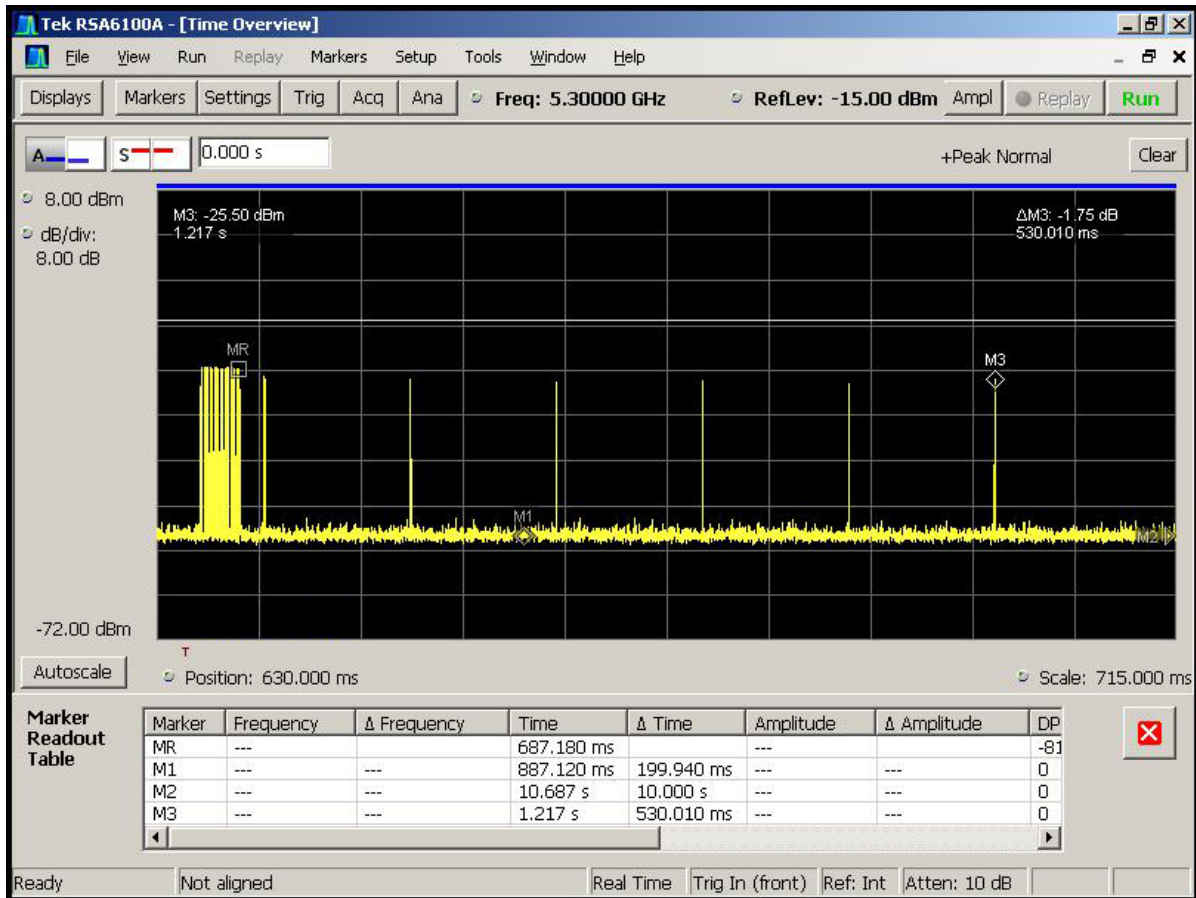 Tek RSA6100A - [Time Overview]
File View Run Replay Markers Setup Tools Window Help
Displays Markers Settings Trig Acq Ana Freq: 5.30000 GHz RefLev: -15.00 dBm Ampl Replay Run
A S 0.000 s +Peak Normal Clear
8.00 dBm
dB/div:
8.00 dB
M3: -25.50 dBm
1.217 s
ΔM3: -1.75 dB
530.010 ms
MR
M3
M1
M2
-72.00 dBm
T
Autoscale Position: 630.000 ms Scale: 715.000 ms
Marker Readout Table
Marker Frequency Δ Frequency Time Δ Time Amplitude Δ Amplitude DP
MR --- 687.180 ms --- -81
M1 --- --- 887.120 ms 199.940 ms --- --- 0
M2 --- --- 10.687 s 10.000 s --- --- 0
M3 --- --- 1.217 s 530.010 ms --- --- 0
Ready Not aligned Real Time Trig In (front) Ref: Int Atten: 10 dB